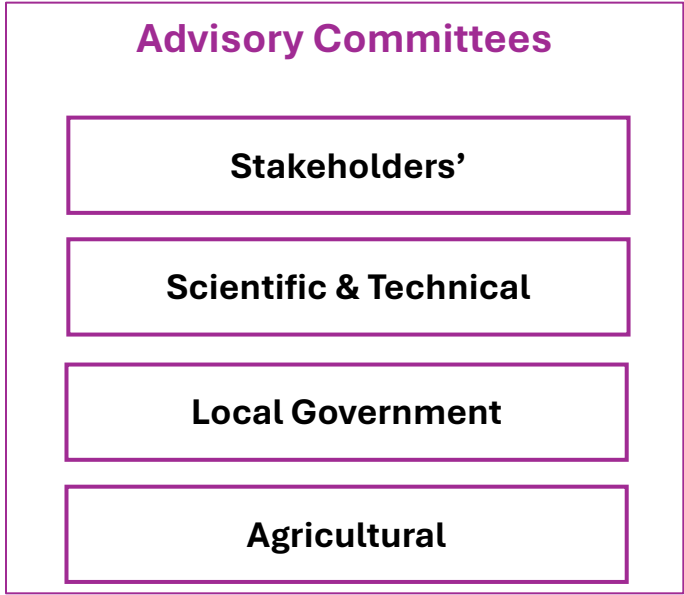 Advisory Committees
Stakeholders’
Scientific & Technical
Local Government
Agricultural